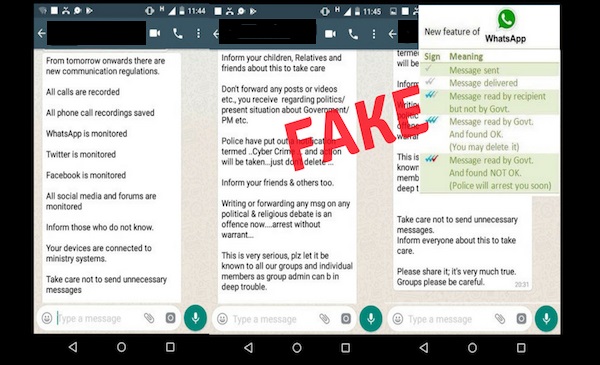 11:44
From tomorrow onwards there are
new communication regulations.
All calls are recorded
All phone call recordings saved
WhatsApp is monitored
Twitter is monitored
Facebook is monitored
All social media and forums are
monitored
Inform those who do not know.
Your devices are connected to
ministry systems.
Take care not to send unnecessary
messages
Type a message
11:45
Inform your children, Relatives and
friends about this to take care
Don't forward any posts or videos
etc., you receive regarding politics/
present situation about Government/
PM etc.
Police have put out a notification
termed ..Cyber Crime... and action
will be taken...just don't delete ...
Inform your friends & others too.
Writing or forwarding any msg on any
political & religious debate is an
offence now....arrest without
warrant...
This is very serious, plz let it be
known to all our groups and individual
members as group admin can b in
deep trouble.
Type a message
FAKE
11:45
New feature of WhatsApp
Sign Meaning
Message sent
Message delivered
Message read by recipient
but not by Govt.
Message read by Govt.
And found OK.
(You may delete it)
Message read by Govt.
And found NOT OK.
(Police will arrest you soon)
terme
will be
Inform
Writin
offence
warra
This is
known
memb
deep t
Take care not to send unnecessary
messages.
Inform everyone about this to take
care.
Please share it; it's very much true.
Groups please be careful.
20:31
Type a message